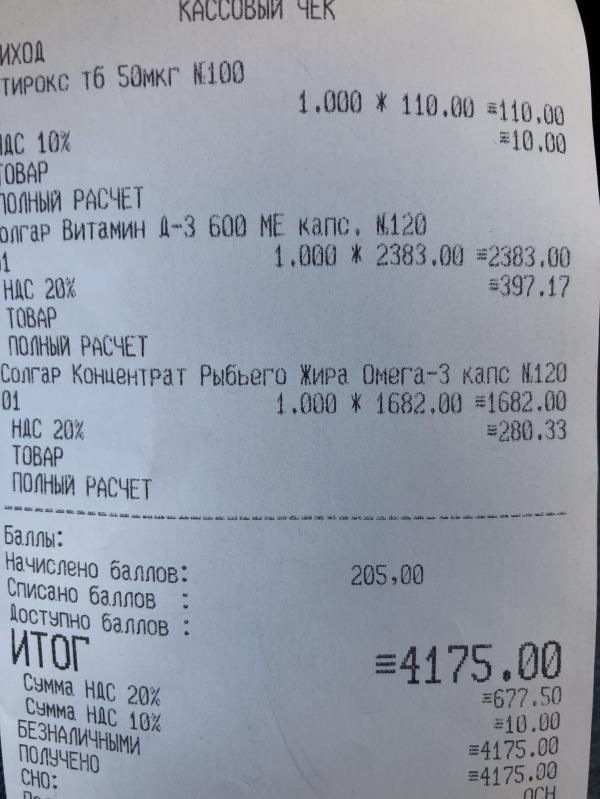 КАССОВЫЙ ЧЕК
ИХОД
тирокс тб 50мкг №100
1.000 * 110.00 ≡110.00
НДС 10% ≡10.00
ТОВАР
ПОЛНЫЙ РАСЧЕТ
олгар Витамин Д-3 600 МЕ капс. №120
01 1.000 * 2383.00 ≡2383.00
НДС 20% ≡397.17
ТОВАР
ПОЛНЫЙ РАСЧЕТ
Солгар Концентрат Рыбьего Жира Омега-3 капс №120
01 1.000 * 1682.00 ≡1682.00
НДС 20% ≡280.33
ТОВАР
ПОЛНЫЙ РАСЧЕТ
Баллы:
Начислено баллов: 205,00
Списано баллов :
Доступно баллов :
ИТОГ ≡4175.00
Сумма НДС 20% ≡677.50
Сумма НДС 10% ≡10.00
БЕЗНАЛИЧНЫМИ ≡4175.00
ПОЛУЧЕНО ≡4175.00
СНО: ОСН